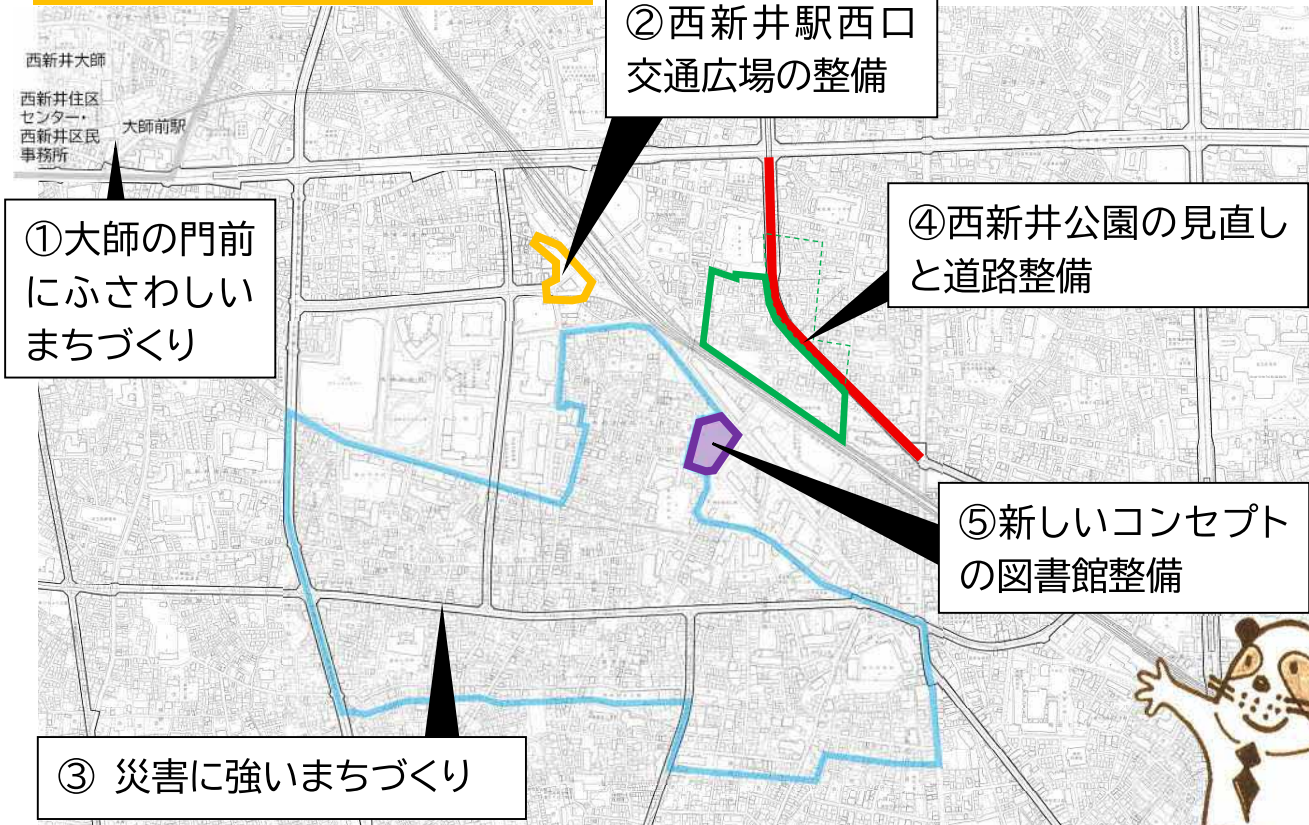 ②西新井駅西口
交通広場の整備
西新井大師
西新井住区
センター・
西新井区民
事務所
大師前駅
①大師の門前
にふさわしい
まちづくり
④西新井公園の見直し
と道路整備
⑤新しいコンセプト
の図書館整備
③ 災害に強いまちづくり